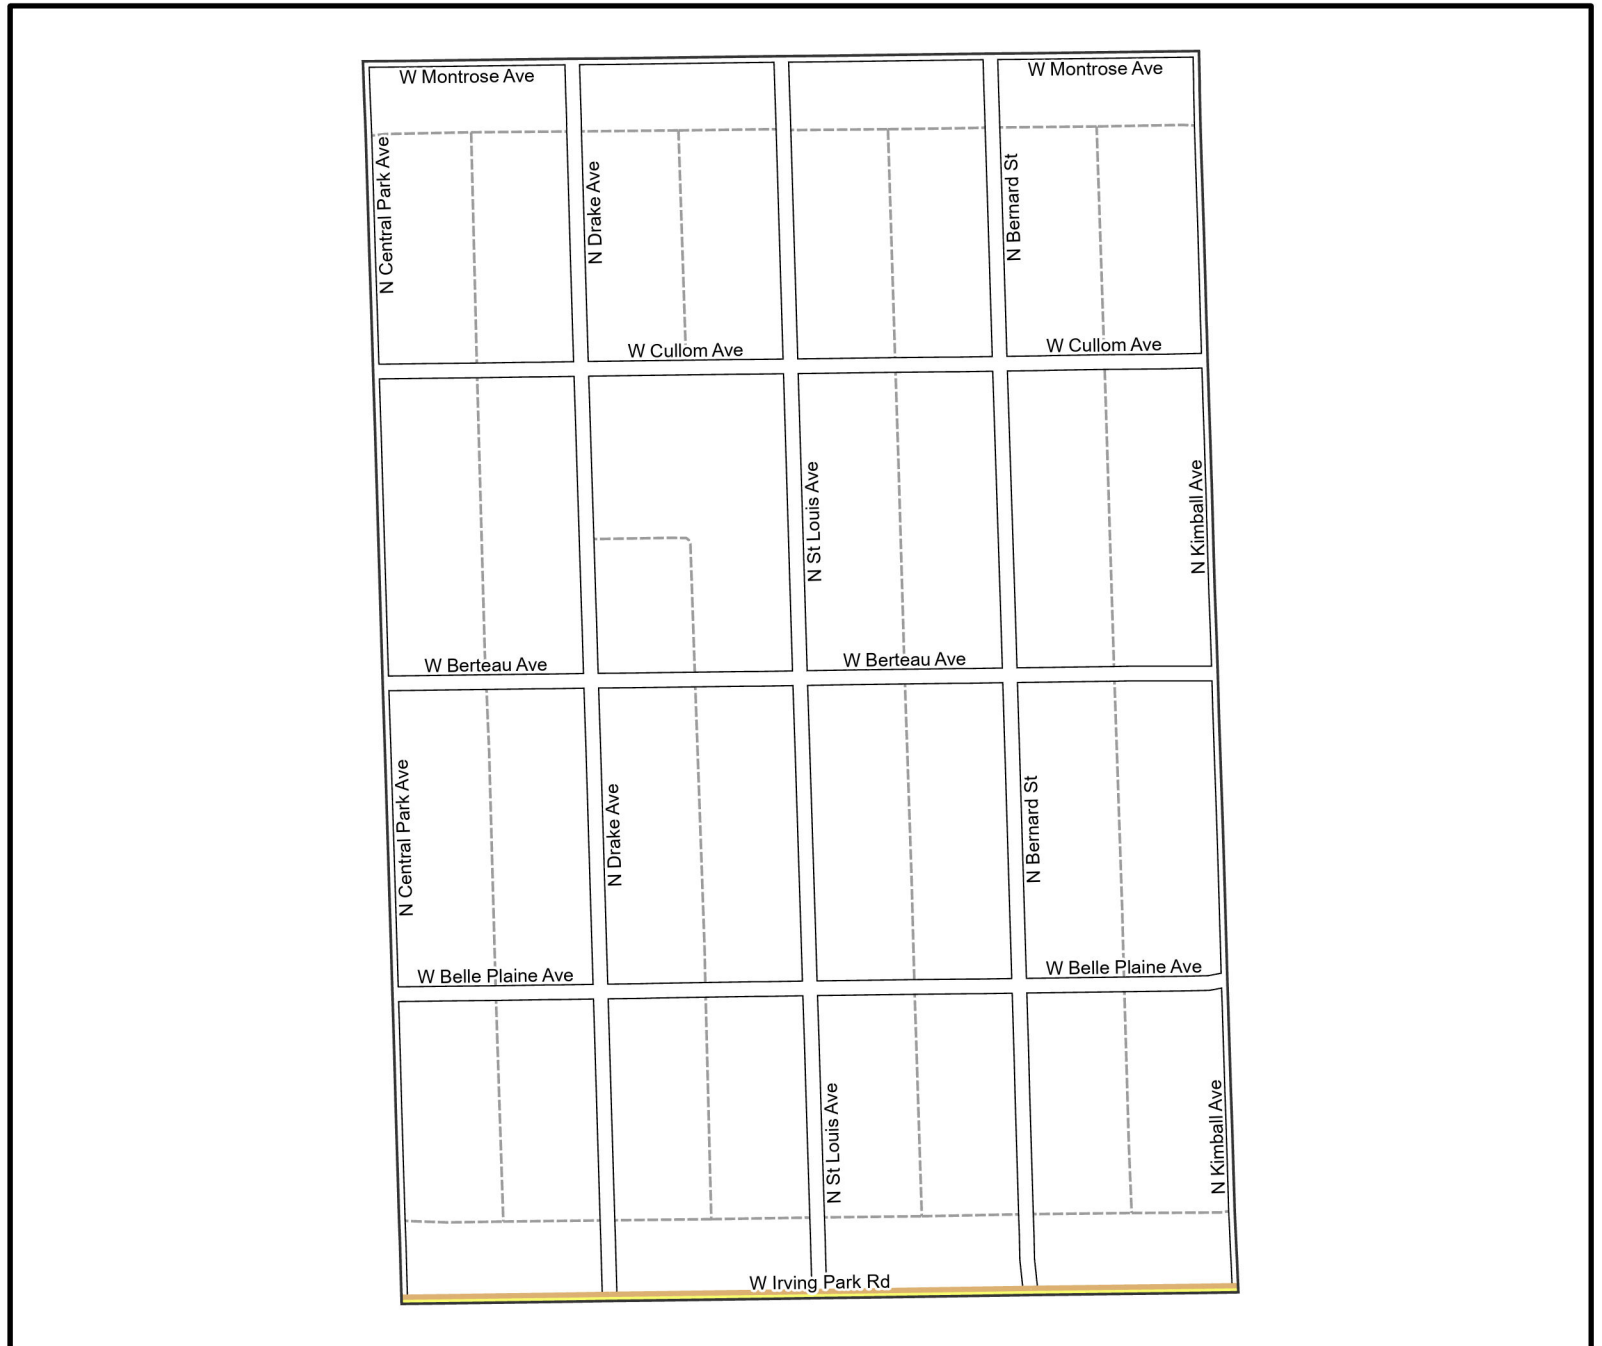 W Montrose Ave
W Montrose Ave
N Central Park Ave
N Drake Ave
N Bernard St
W Cullom Ave
W Cullom Ave
N St Louis Ave
N Kimball Ave
W Berteau Ave
W Berteau Ave
N Central Park Ave
N Drake Ave
N Bernard St
W Belle Plaine Ave
W Belle Plaine Ave
N St Louis Ave
N Kimball Ave
W Irving Park Rd